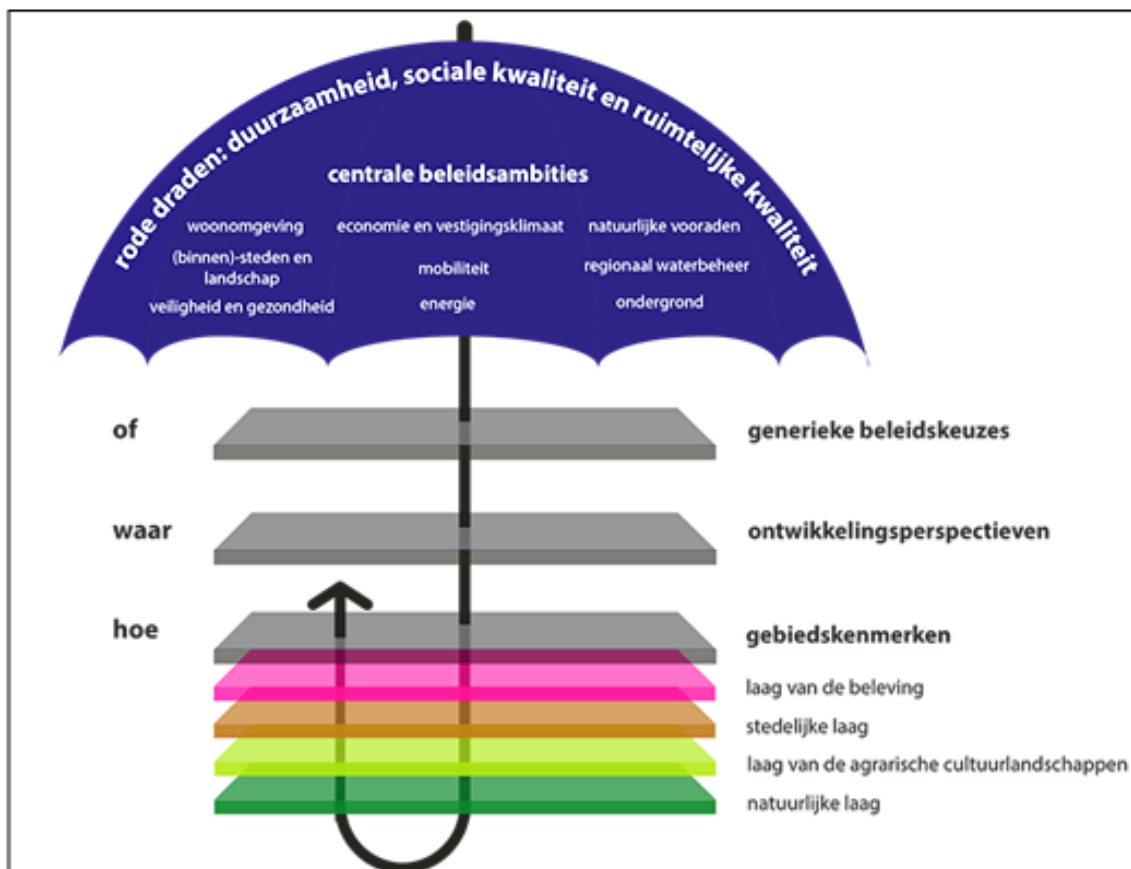 rode draden: duurzaamheid, sociale kwaliteit en ruimtelijke kwaliteit
centrale beleidsambities
woonomgeving
economie en vestigingsklimaat
natuurlijke vooraden
(binnen)-steden en
landschap
mobiliteit
regionaal waterbeheer
veiligheid en gezondheid
energie
ondergrond
of
generieke beleidskeuzes
waar
ontwikkelingsperspectieven
hoe
gebiedskenmerken
laag van de beleving
stedelijke laag
laag van de agrarische cultuurlandschappen
natuurlijke laag